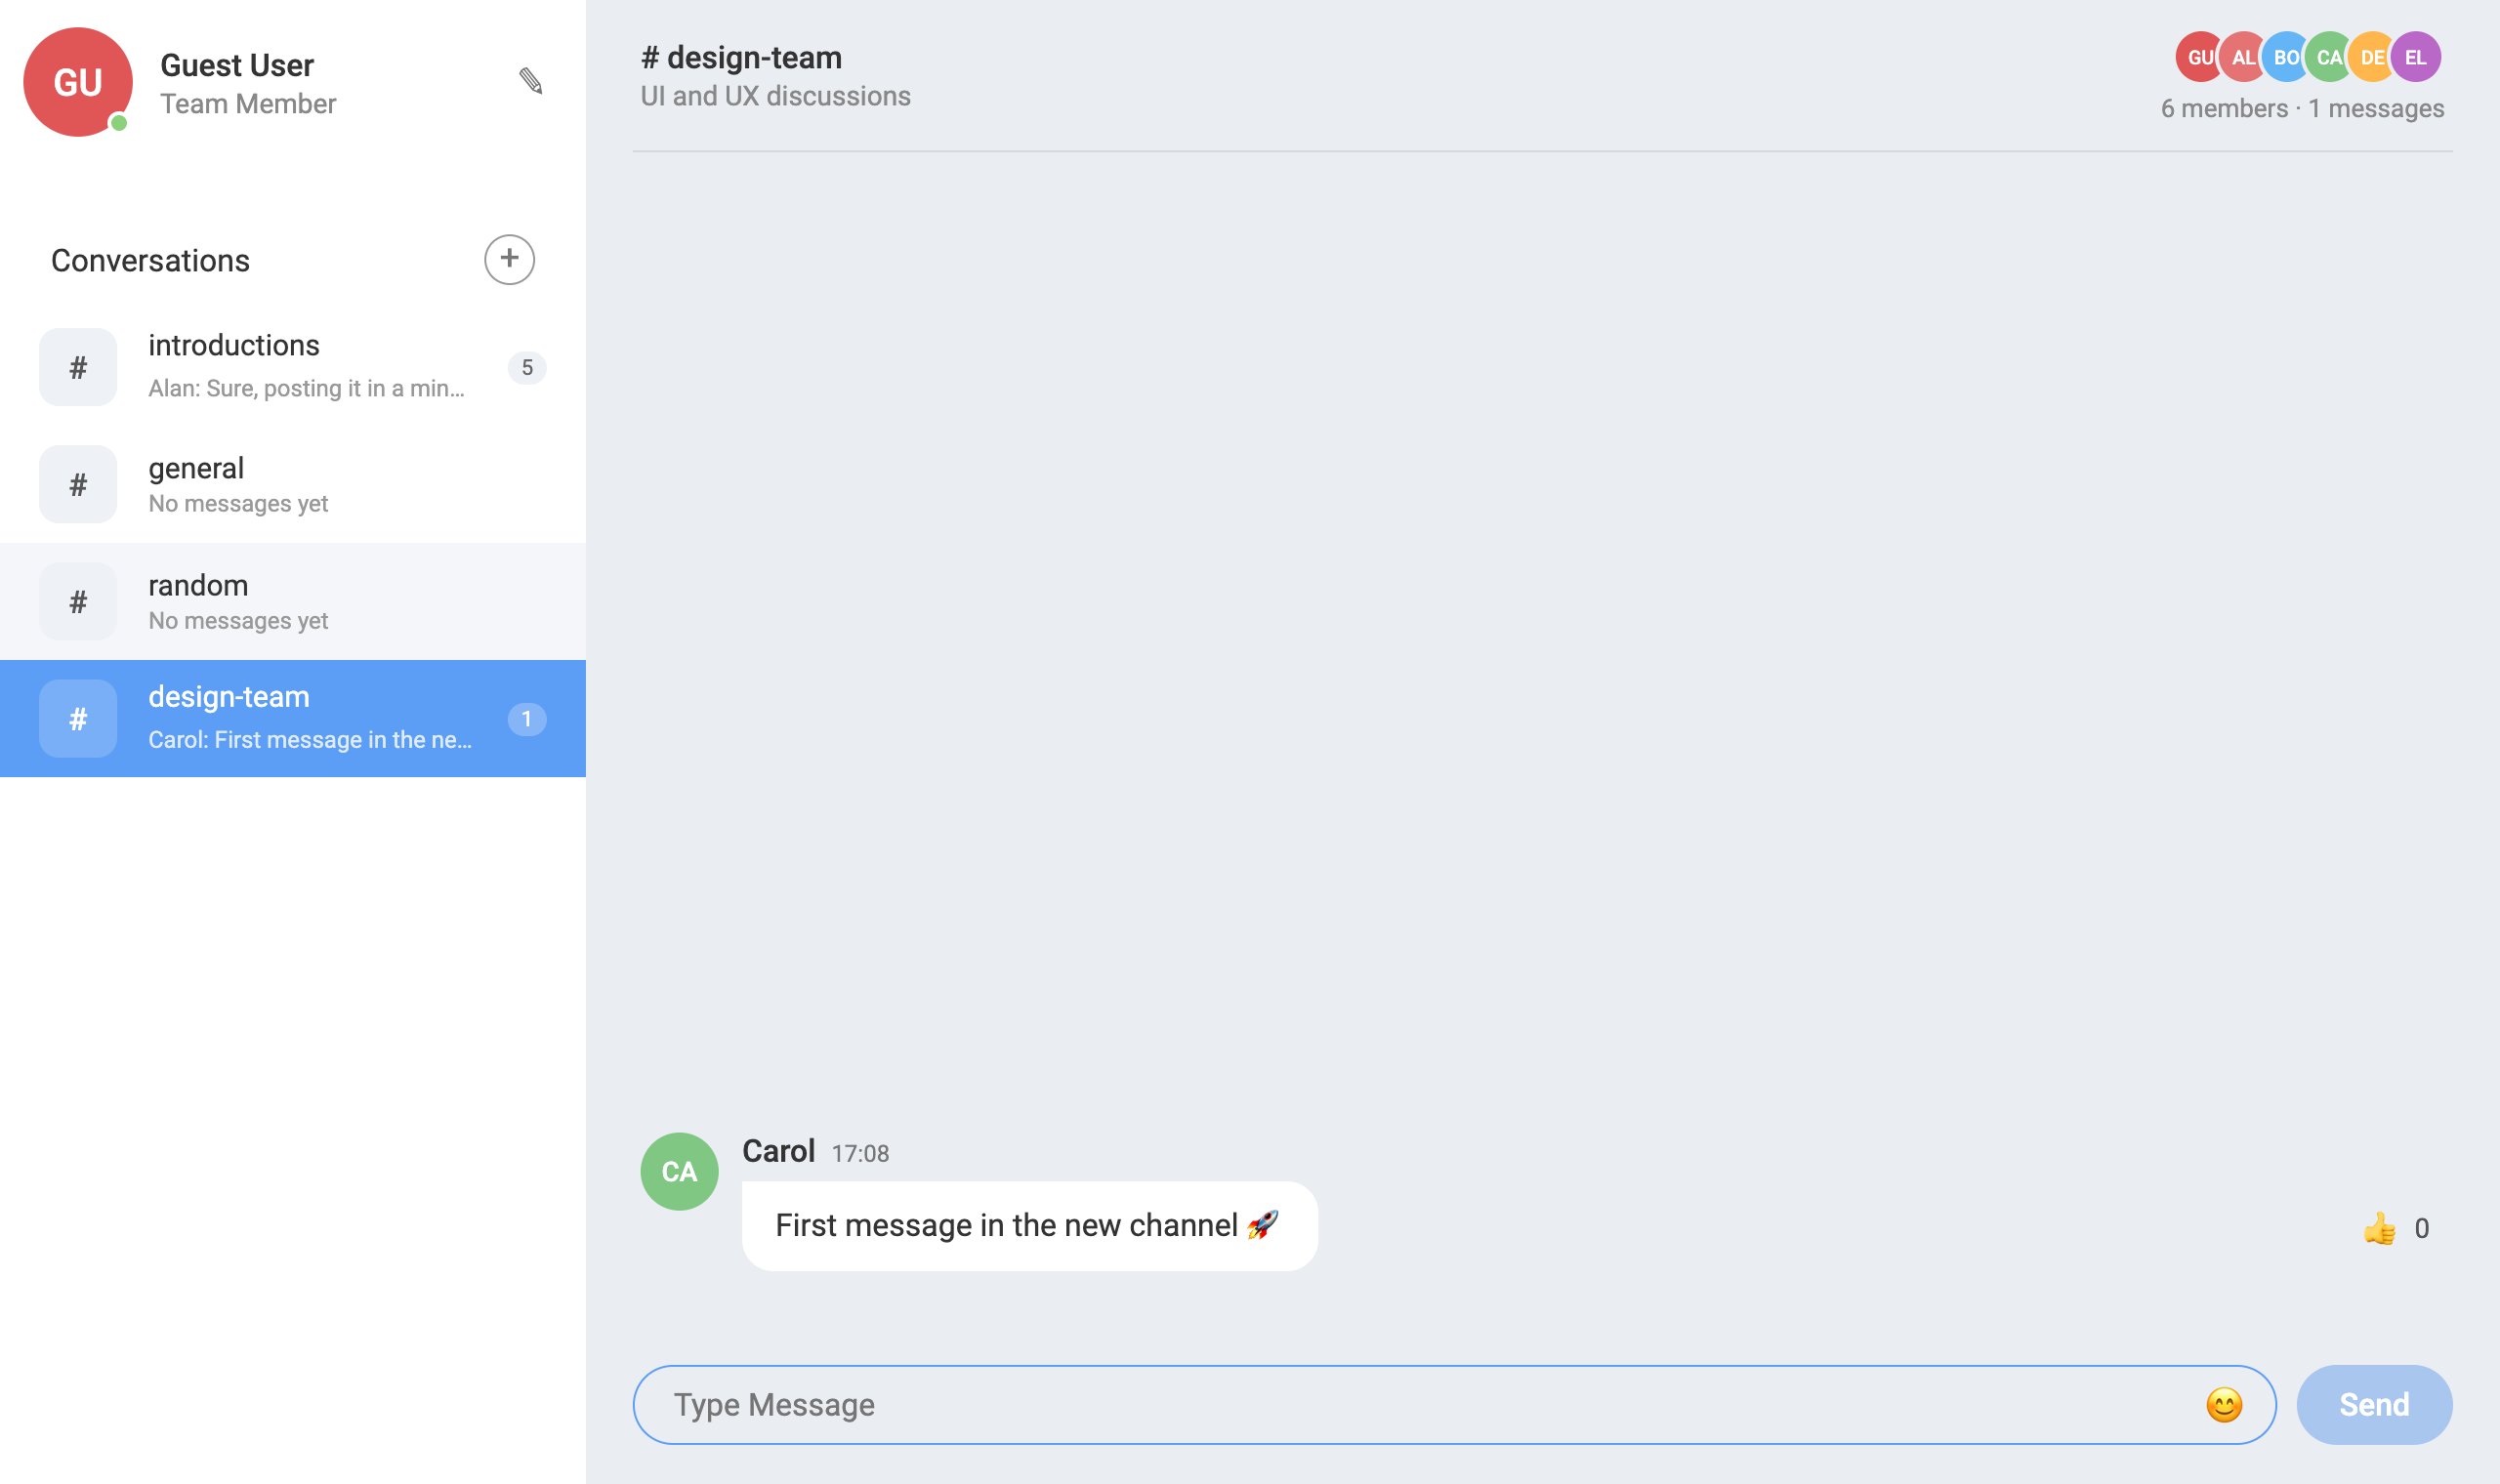 GU
Guest User
Team Member
Conversations
+
#
introductions
Alan: Sure, posting it in a min...
5
#
general
No messages yet
#
random
No messages yet
#
design-team
Carol: First message in the ne...
1
# design-team
UI and UX discussions
GU AL BO CA DE EL
6 members · 1 messages
CA
Carol 17:08
First message in the new channel 🚀
👍 0
Type Message 😊
Send